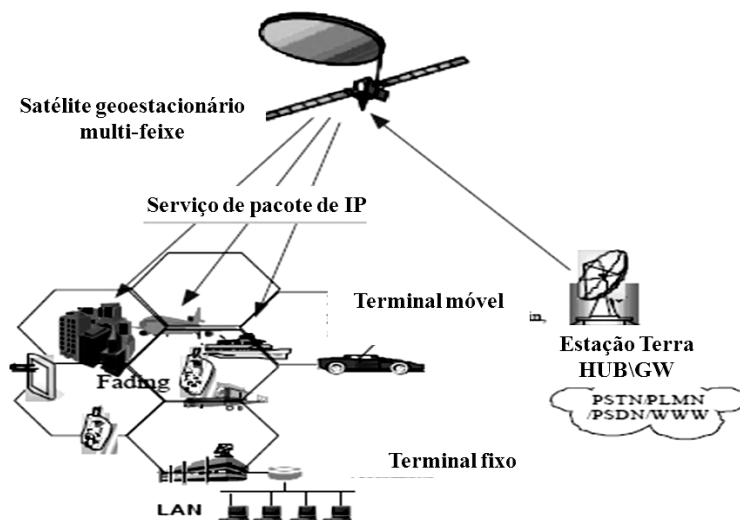 Satélite geoestacionário
multi-feixe
Serviço de pacote de IP
Terminal móvel
in,
Estação Terra
HUB\GW
Fading
PSTN/PLMN
/PSDN/WWW
Terminal fixo
LAN